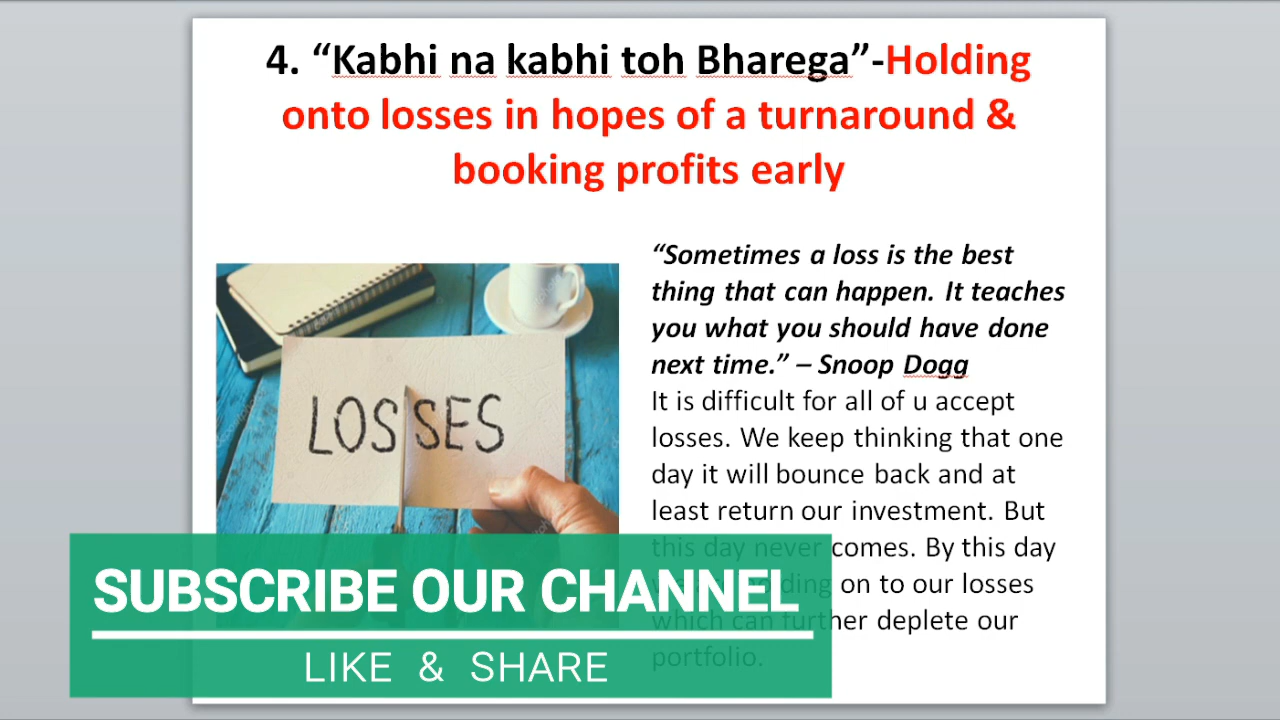 4. “Kabhi na kabhi toh Bharega”-Holding
onto losses in hopes of a turnaround &
booking profits early
“Sometimes a loss is the best
thing that can happen. It teaches
you what you should have done
next time.” – Snoop Dogg
It is difficult for all of u accept
losses. We keep thinking that one
day it will bounce back and at
least return our investment. But
this day never comes. By this day
on to our losses
which can further deplete our
portfolio.
LOSSES
SUBSCRIBE OUR CHANNEL
LIKE & SHARE